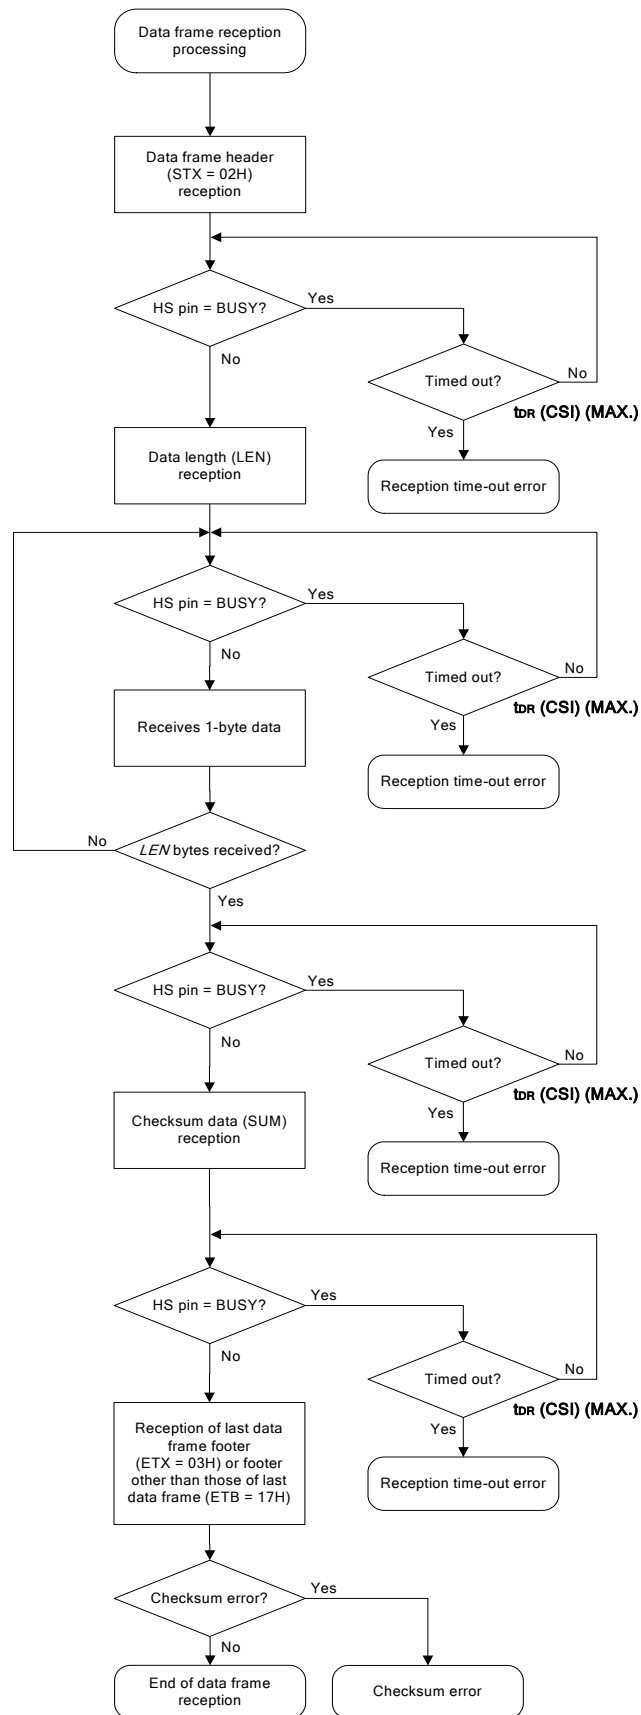 Data frame reception
processing
Data frame header
(STX = 02H)
reception
HS pin = BUSY?
Yes
No
Timed out?
No
tDR (CSI) (MAX.)
Yes
Data length (LEN)
reception
Reception time-out error
HS pin = BUSY?
Yes
No
Timed out?
No
tDR (CSI) (MAX.)
Yes
Receives 1-byte data
Reception time-out error
No
LEN bytes received?
Yes
HS pin = BUSY?
Yes
No
Timed out?
No
tDR (CSI) (MAX.)
Yes
Checksum data (SUM)
reception
Reception time-out error
HS pin = BUSY?
Yes
No
Timed out?
No
tDR (CSI) (MAX.)
Yes
Reception of last data
frame footer
(ETX = 03H) or footer
other than those of last
data frame (ETB = 17H)
Reception time-out error
Checksum error?
Yes
No
End of data frame
reception
Checksum error